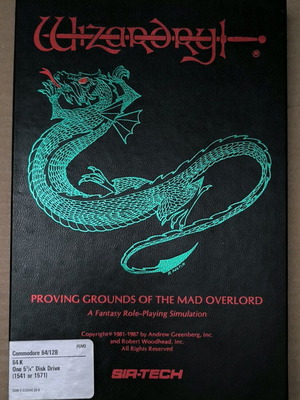 Wizardry
®
PROVING GROUNDS OF THE MAD OVERLORD
A Fantasy Role-Playing Simulation
Copyright® 1981-1987 by Andrew Greenberg, Inc.
and Robert Woodhead, Inc.
All Rights Reserved
Commodore 64/128
64K
One 5¼" Disk Drive
(1541 or 1571)
SIR-TECH